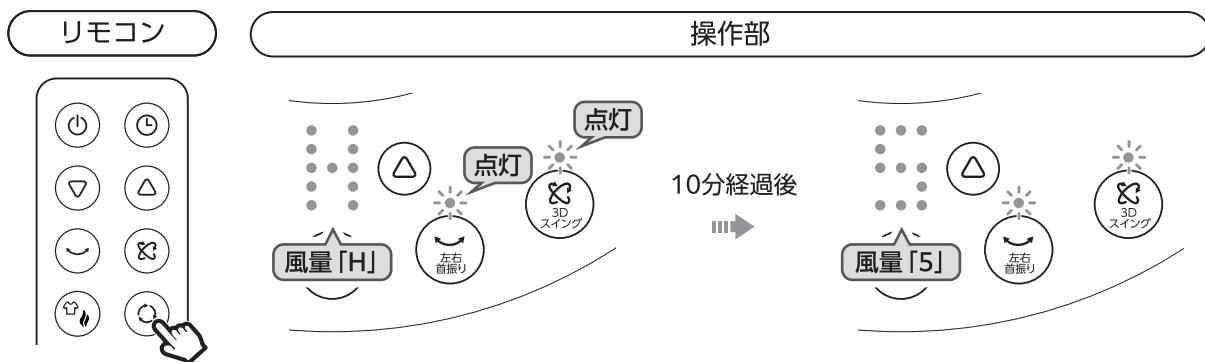 リモコン
操作部
点灯
点灯
3D
スイング
左右
首振り
風量「H」
10分経過後
3D
スイング
左右
首振り
風量「5」